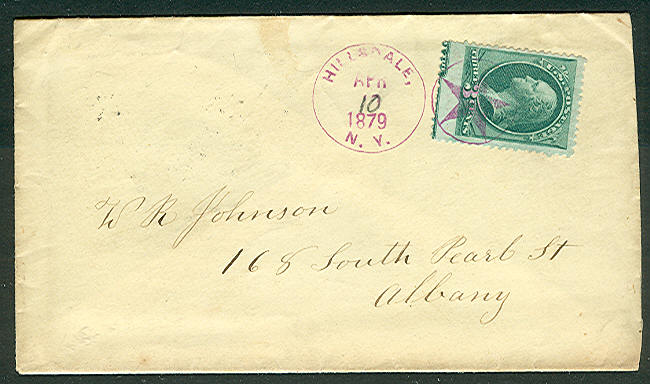 HILLSDALE,
APR
10
1879
N. Y.
W R Johnson
168 South Pearl St
Albany